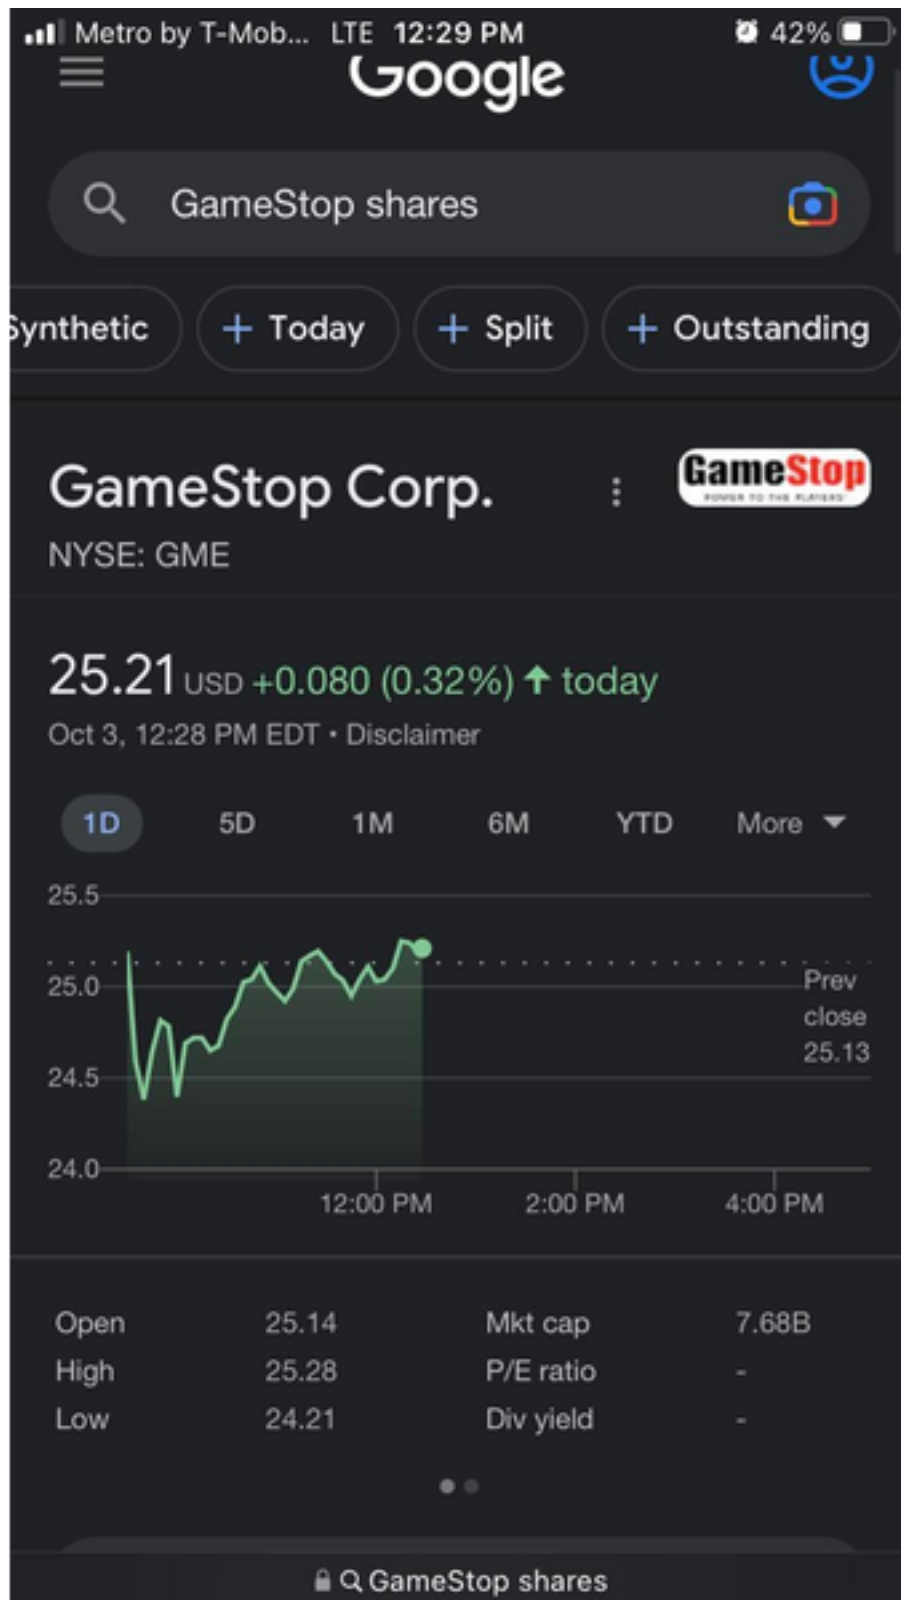 Metro by T-Mob... LTE 12:29 PM 42%
Google
GameStop shares
Synthetic + Today + Split + Outstanding
GameStop Corp. GameStop
POWER TO THE PLAYERS
NYSE: GME
25.21 USD +0.080 (0.32%) ↑ today
Oct 3, 12:28 PM EDT • Disclaimer
1D 5D 1M 6M YTD More
25.5
25.0
Prev
close
25.13
24.5
24.0
12:00 PM 2:00 PM 4:00 PM
Open 25.14 Mkt cap 7.68B
High 25.28 P/E ratio -
Low 24.21 Div yield -
GameStop shares